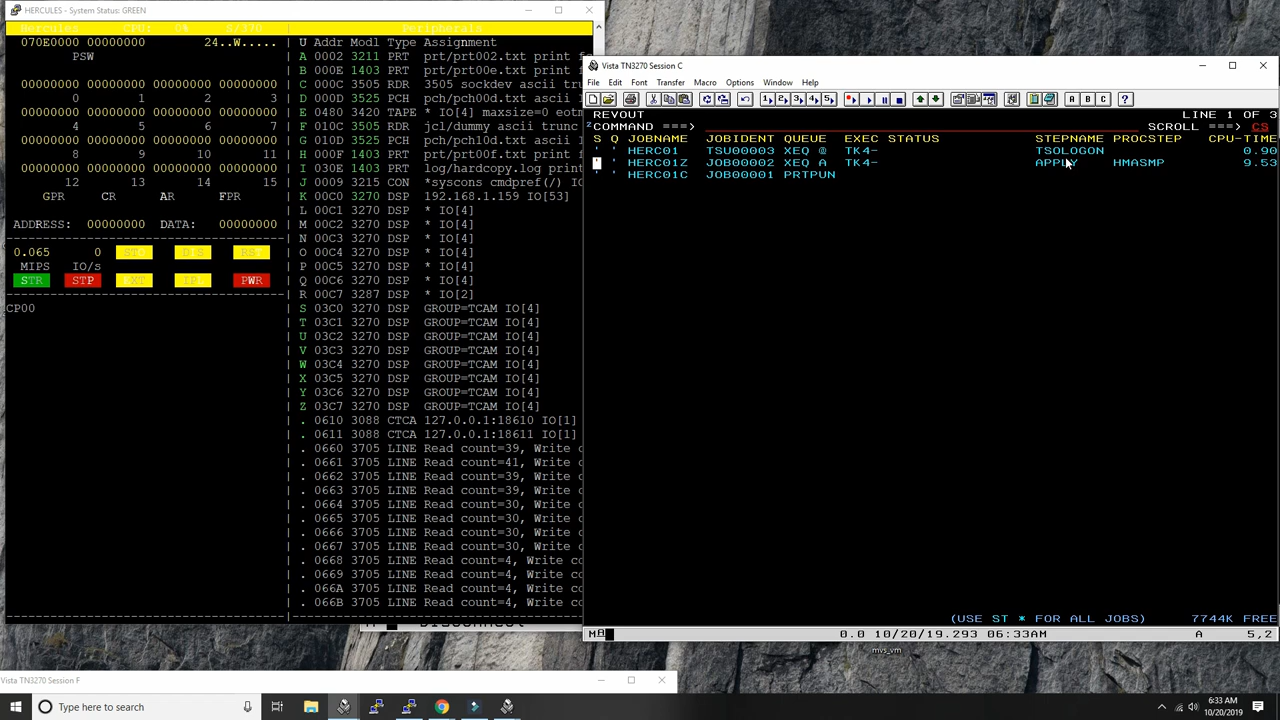 HERCULES - System Status: GREEN
Hercules CPU: 0% S/370 Peripherals
070E0000 00000000 24..W..... | U Addr Modl Type Assignment
PSW | A 0002 3211 PRT prt/prt002.txt print f
| B 000E 1403 PRT prt/prt00e.txt print f
00000000 00000000 00000000 00000000 | C 000C 3505 RDR 3505 sockdev ascii tru
0 1 2 3 | D 000D 3525 PCH pch/pch00d.txt ascii
00000000 00000000 00000000 00000000 | E 0480 3420 TAPE * IO[4] maxsize=0 eotm
4 5 6 7 | F 010C 3505 RDR jcl/dummy ascii trunc
00000000 00000000 00000000 00000000 | G 010D 3525 PCH pch/pch10d.txt ascii
8 9 10 11 | H 000F 1403 PRT prt/prt00f.txt print f
00000000 00000000 00000000 00000000 | I 030E 1403 PRT log/hardcopy.log print
12 13 14 15 | J 0009 3215 CON *syscons cmdpref(/) IO
GPR CR AR FPR | K 00C0 3270 DSP 192.168.1.159 IO[53]
| L 00C1 3270 DSP * IO[4]
ADDRESS: 00000000 DATA: 00000000 | M 00C2 3270 DSP * IO[4]
| N 00C3 3270 DSP * IO[4]
0.065 0 | O 00C4 3270 DSP * IO[4]
MIPS IO/s | P 00C5 3270 DSP * IO[4]
STR STP EXT IPL PWR | Q 00C6 3270 DSP * IO[4]
CP00 | R 00C7 3287 DSP * IO[2]
| S 03C0 3270 DSP GROUP=TCAM IO[4]
| T 03C1 3270 DSP GROUP=TCAM IO[4]
| U 03C2 3270 DSP GROUP=TCAM IO[4]
| V 03C3 3270 DSP GROUP=TCAM IO[4]
| W 03C4 3270 DSP GROUP=TCAM IO[4]
| X 03C5 3270 DSP GROUP=TCAM IO[4]
| Y 03C6 3270 DSP GROUP=TCAM IO[4]
| Z 03C7 3270 DSP GROUP=TCAM IO[4]
| . 0610 3088 CTCA 127.0.0.1:18610 IO[1]
| . 0611 3088 CTCA 127.0.0.1:18611 IO[1]
| . 0660 3705 LINE Read count=39, Write c
| . 0661 3705 LINE Read count=41, Write c
| . 0662 3705 LINE Read count=39, Write c
| . 0663 3705 LINE Read count=39, Write c
| . 0664 3705 LINE Read count=30, Write c
| . 0665 3705 LINE Read count=30, Write c
| . 0666 3705 LINE Read count=30, Write c
| . 0667 3705 LINE Read count=30, Write c
| . 0668 3705 LINE Read count=4, Write co
| . 0669 3705 LINE Read count=4, Write co
| . 066A 3705 LINE Read count=4, Write co
| . 066B 3705 LINE Read count=4, Write co
Vista TN3270 Session C
File Edit Font Transfer Macro Options Window Help
REVOUT LINE 1 OF 3
COMMAND ===> SCROLL ===> CS
S Q JOBNAME JOBIDENT QUEUE EXEC STATUS STEPNAME PROCSTEP CPU-TIME
' ' HERC01 TSU00003 XEQ @ TK4- TSOLOGON 0.90
' ' HERC01Z JOB00002 XEQ A TK4- APPLY HMASMP 9.53
' ' HERC01C JOB00001 PRTPUN
(USE ST * FOR ALL JOBS) 7744K FREE
0.0 10/20/19.293 06:33AM A 5,2
mvs_vm
Vista TN3270 Session F
Type here to search
6:33 AM
10/20/2019